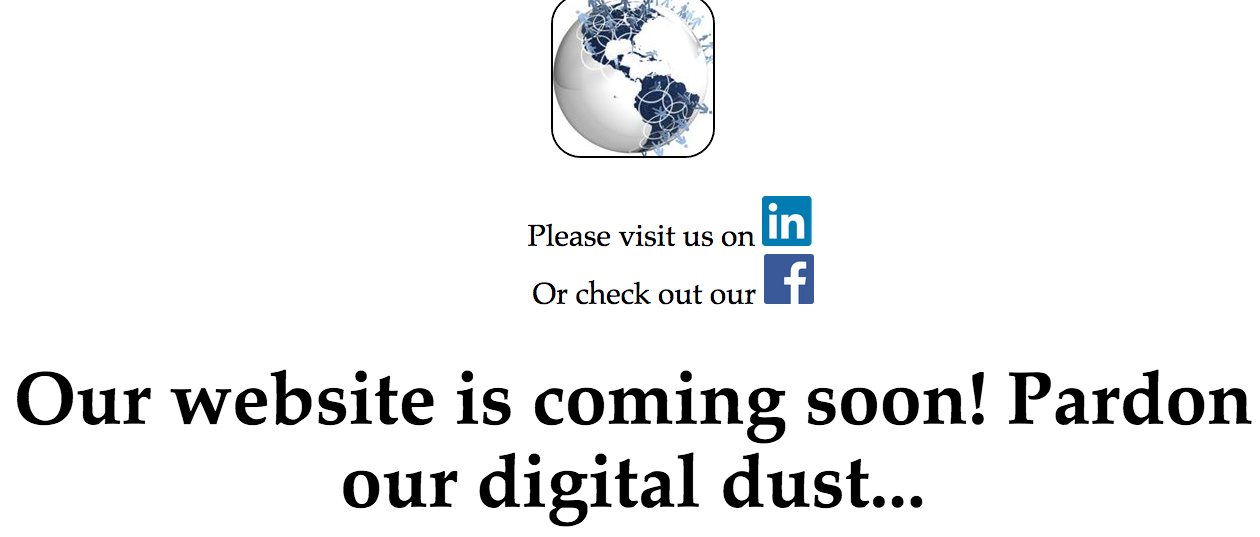 Please visit us on in
Or check out our f
Our website is coming soon! Pardon
our digital dust...